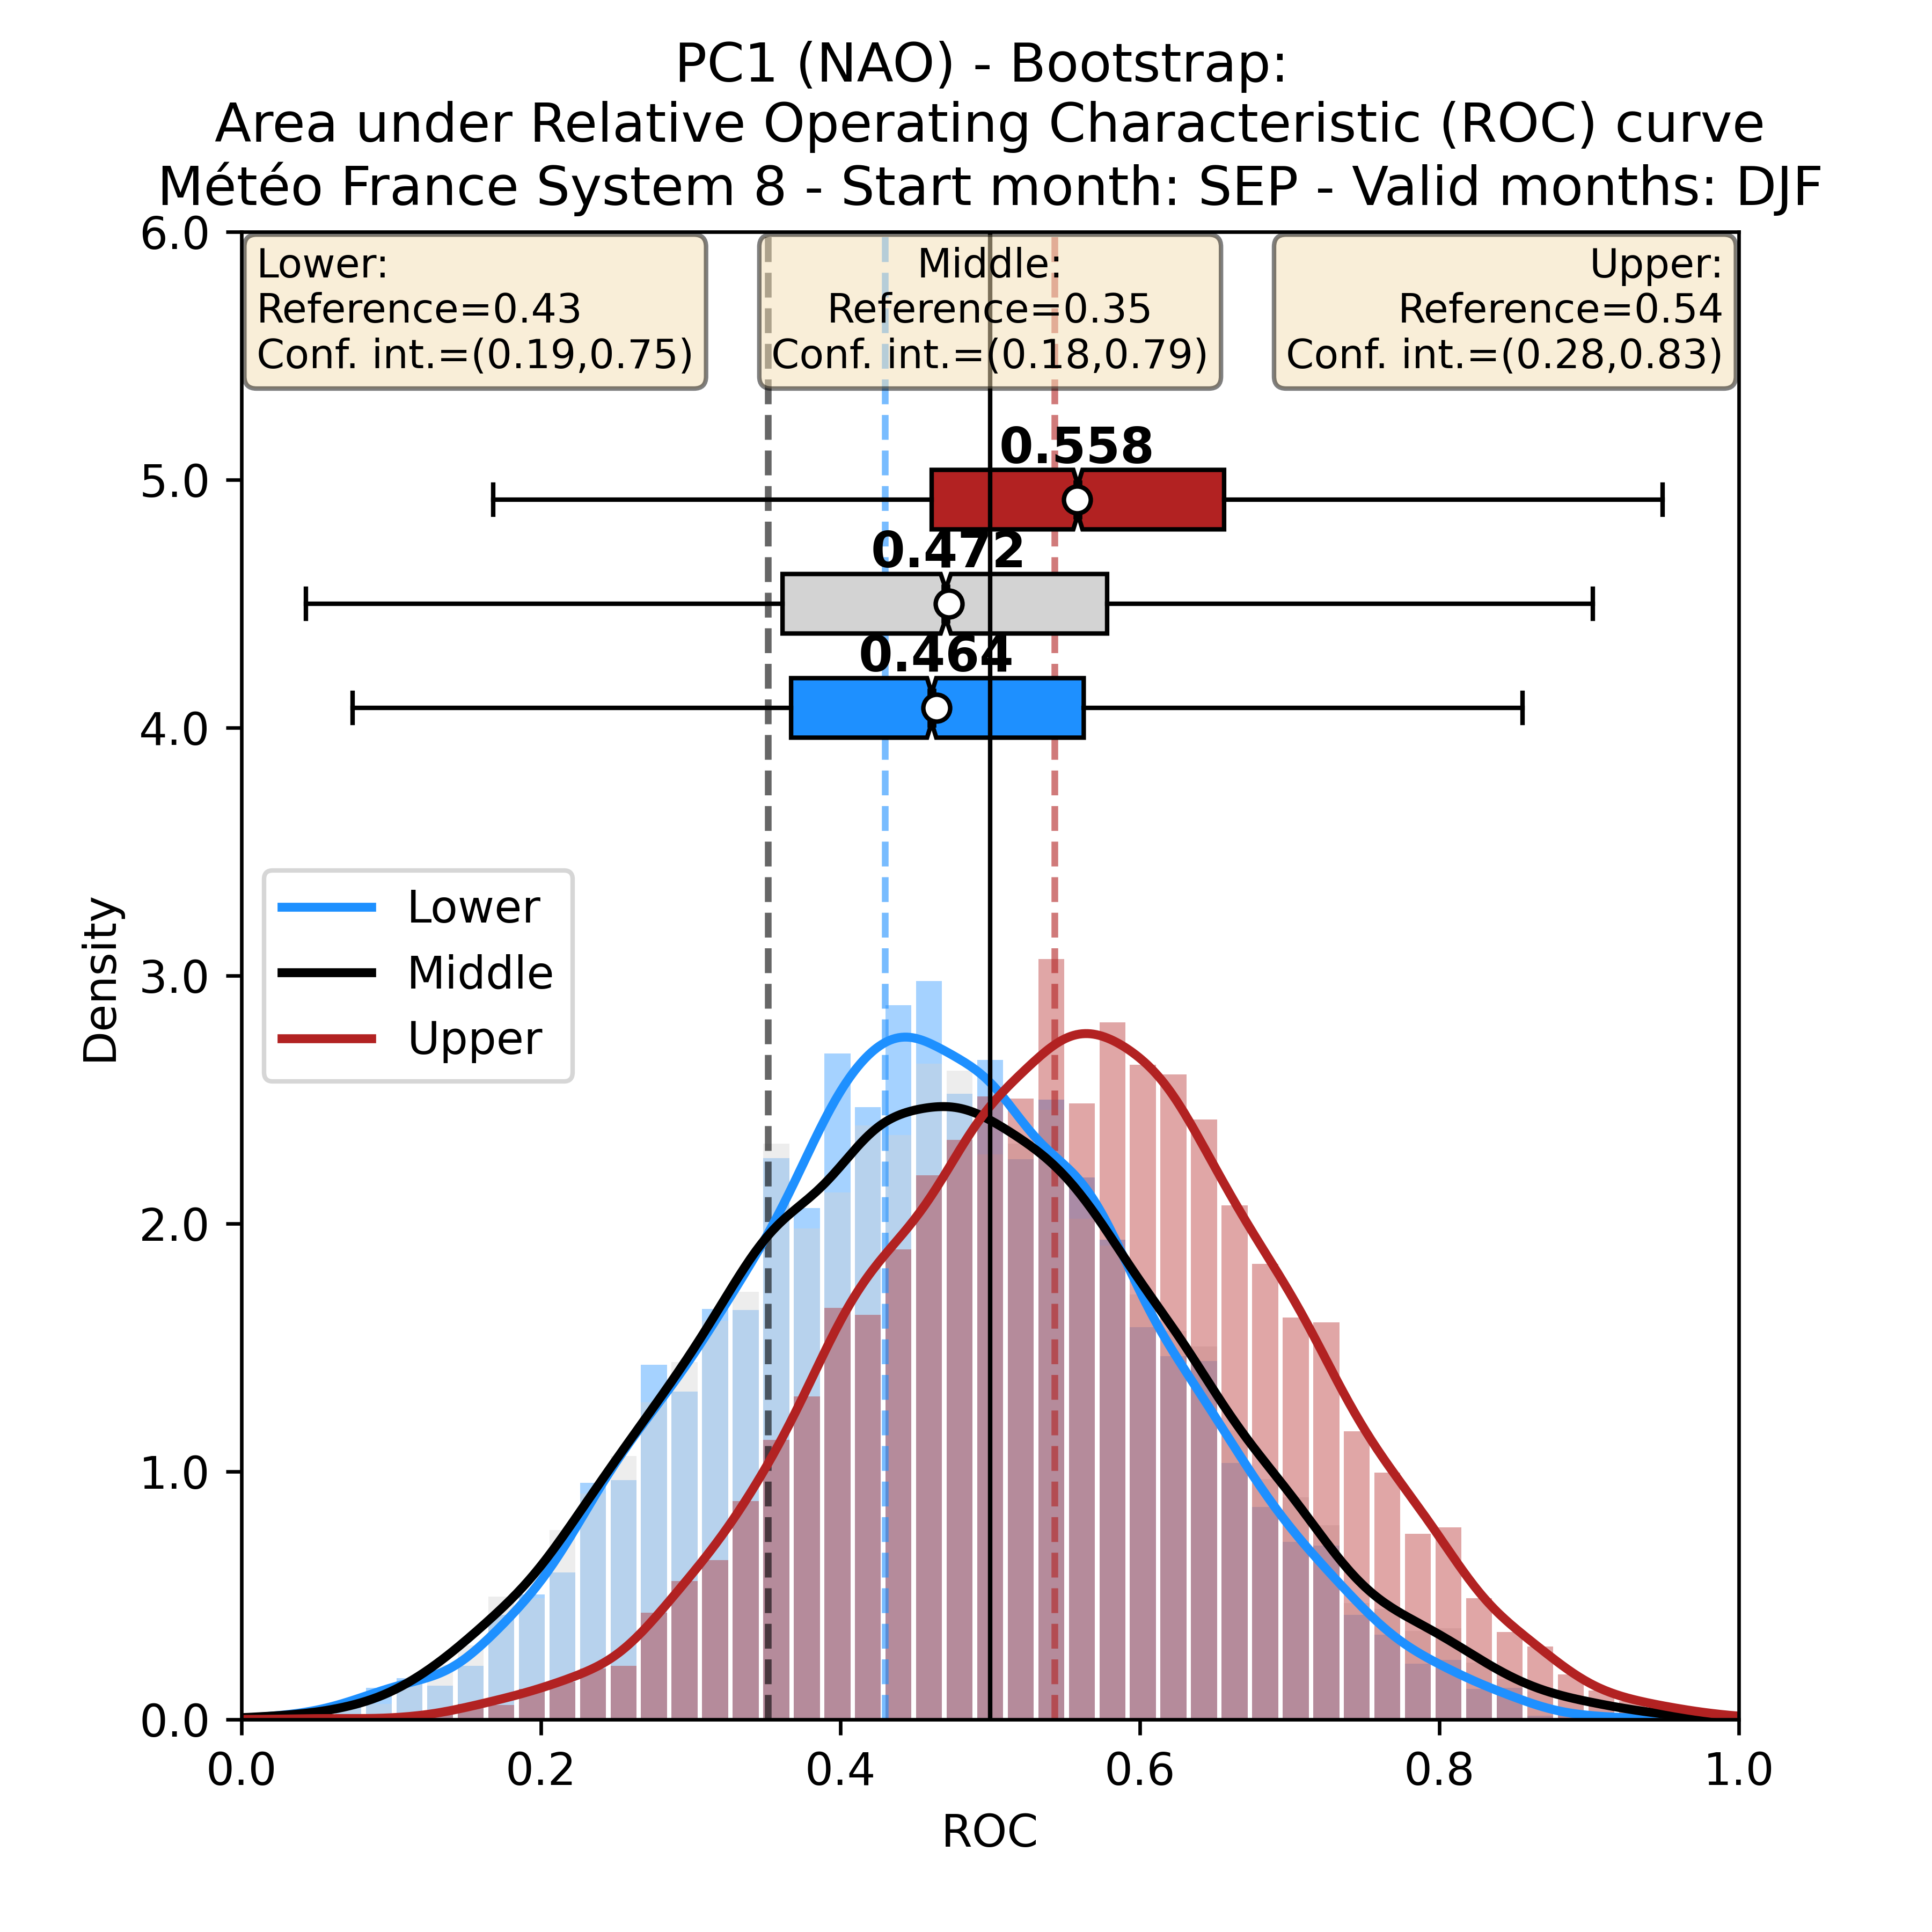 PC1 (NAO) - Bootstrap:
Area under Relative Operating Characteristic (ROC) curve
Météo France System 8 - Start month: SEP - Valid months: DJF
Lower:
Reference=0.43
Conf. int.=(0.19,0.75)
Middle:
Reference=0.35
Conf. int.=(0.18,0.79)
Upper:
Reference=0.54
Conf. int.=(0.28,0.83)
0.558
0.472
0.464
6.0
5.0
4.0
3.0
2.0
1.0
0.0
Density
Lower
Middle
Upper
0.0 0.2 0.4 0.6 0.8 1.0
ROC